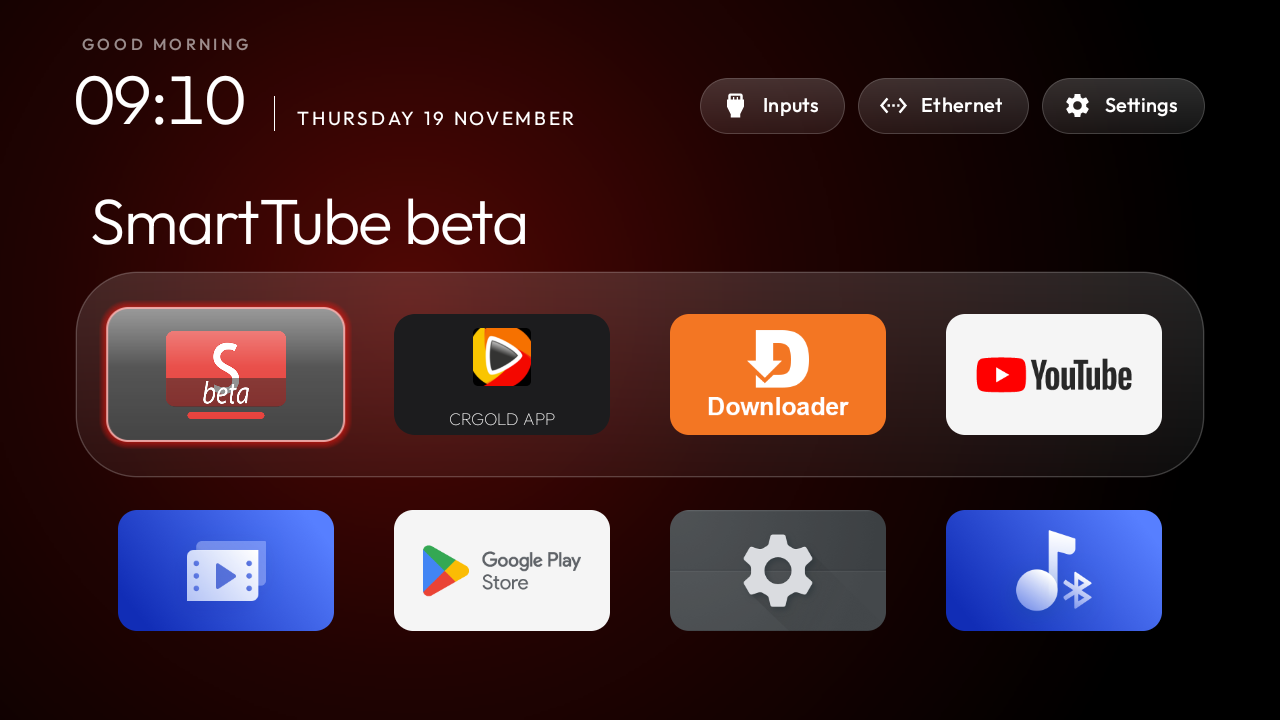 GOOD MORNING
09:10
THURSDAY 19 NOVEMBER
Inputs
Ethernet
Settings
SmartTube beta
S
beta
CRGOLD APP
D
Downloader
YouTube
Google Play
Store